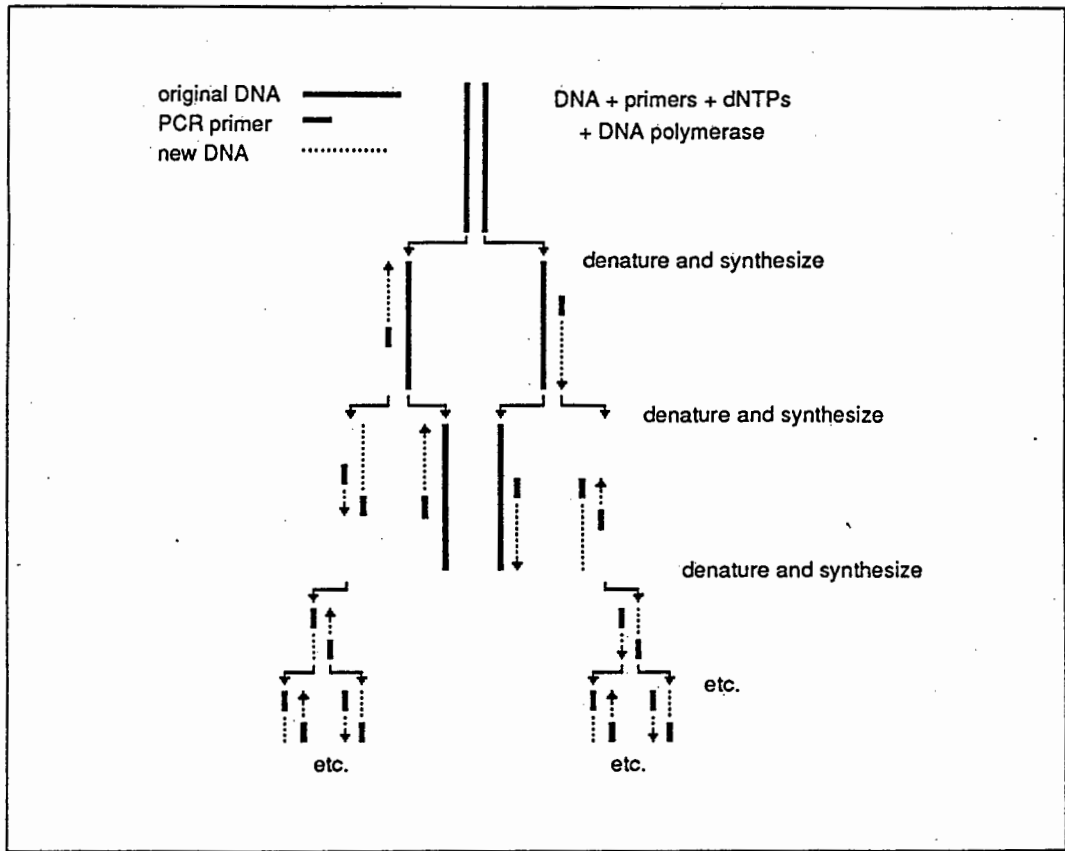 original DNA
PCR primer
new DNA
DNA + primers + dNTPs
+ DNA polymerase
denature and synthesize
denature and synthesize
denature and synthesize
etc.
etc.
etc.